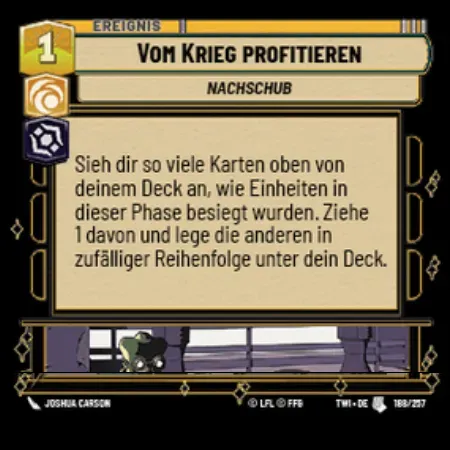 EREIGNIS
1
VOM KRIEG PROFITIEREN
NACHSCHUB
Sieh dir so viele Karten oben von
deinem Deck an, wie Einheiten in
dieser Phase besiegt wurden. Ziehe
1 davon und lege die anderen in
zufälliger Reihenfolge unter dein Deck.
JOSHUA CARSON
© LFL © FFG
TWI • DE
188/257